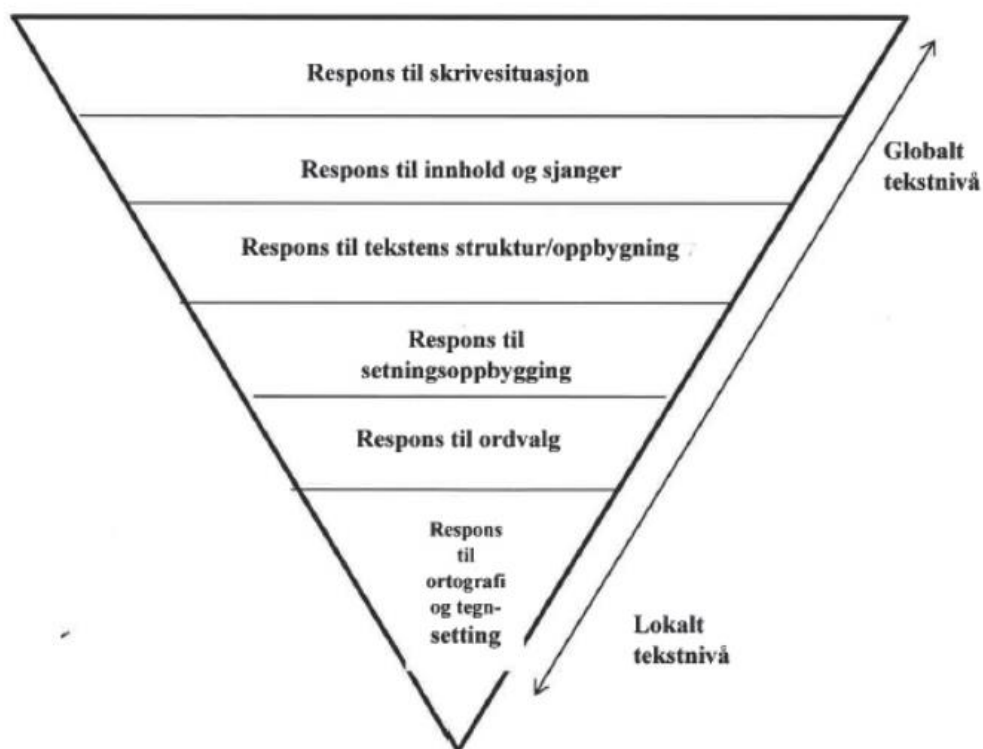 Respons til skrivesituasjon
Respons til innhold og sjanger
Globalt
tekstnivå
Respons til tekstens struktur/oppbygning
Respons til
setningsoppbygging
Respons til ordvalg
Respons
til
ortografi
og tegn-
setting
Lokalt
tekstnivå